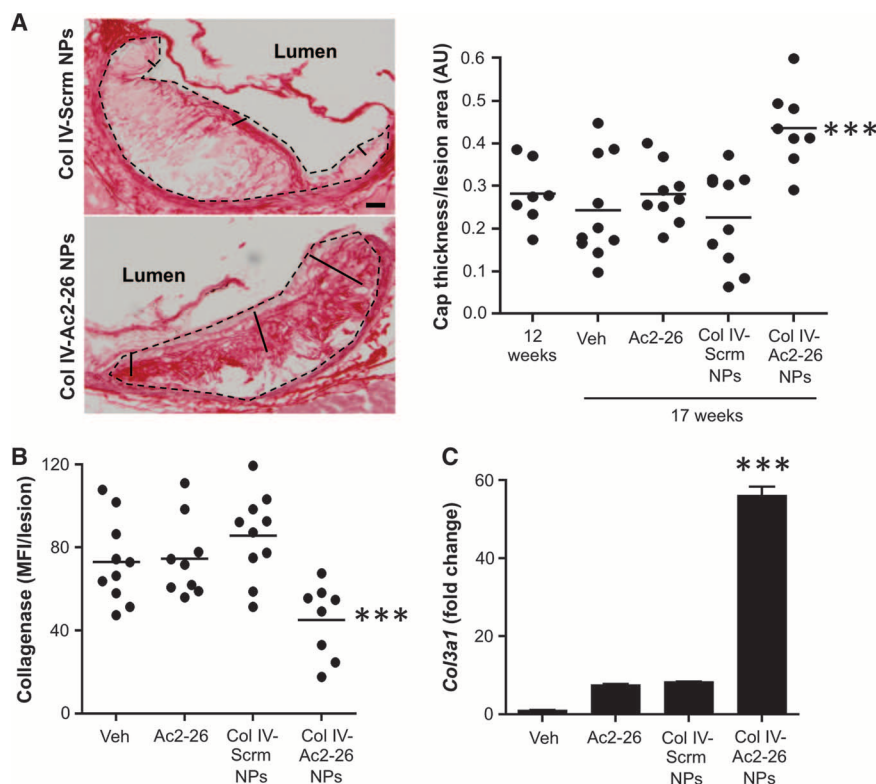 A
Col IV-Scrm NPs
Lumen
Col IV-Ac2-26 NPs
Lumen
Cap thickness/lesion area (AU)
0.6
0.5
0.4
0.3
0.2
0.1
0.0
***
12
weeks
Veh
Ac2-26
Col IV-
Scrm
NPs
Col IV-
Ac2-26
NPs
17 weeks
B
Collagenase (MFI/lesion)
120
80
40
0
***
Veh
Ac2-26
Col IV-
Scrm
NPs
Col IV-
Ac2-26
NPs
C
Col3a1 (fold change)
60
40
20
0
***
Veh
Ac2-26
Col IV-
Scrm
NPs
Col IV-
Ac2-26
NPs